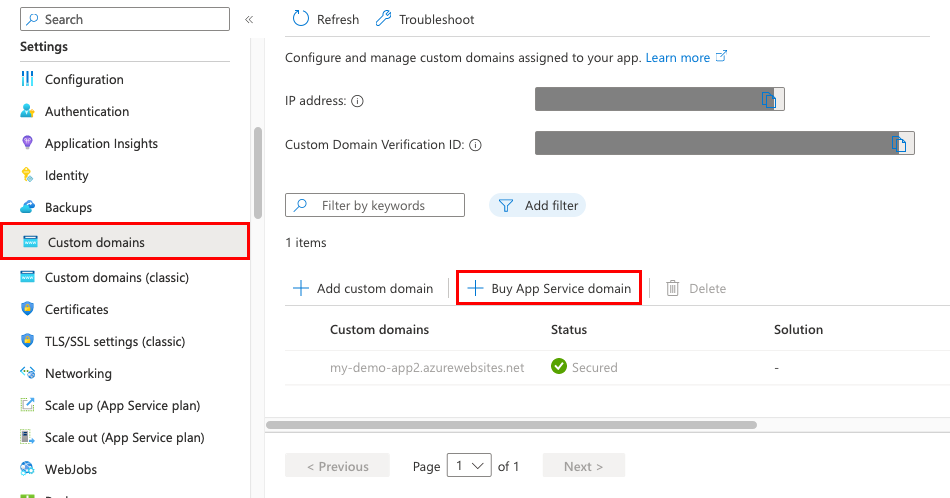 Search «
Settings
Configuration
Authentication
Application Insights
Identity
Backups
Custom domains
Custom domains (classic)
Certificates
TLS/SSL settings (classic)
Networking
Scale up (App Service plan)
Scale out (App Service plan)
WebJobs
Refresh Troubleshoot
Configure and manage custom domains assigned to your app. Learn more
IP address:
Custom Domain Verification ID:
Filter by keywords Add filter
1 items
Add custom domain Buy App Service domain Delete
Custom domains Status Solution
my-demo-app2.azurewebsites.net Secured -
< Previous Page 1 of 1 Next >